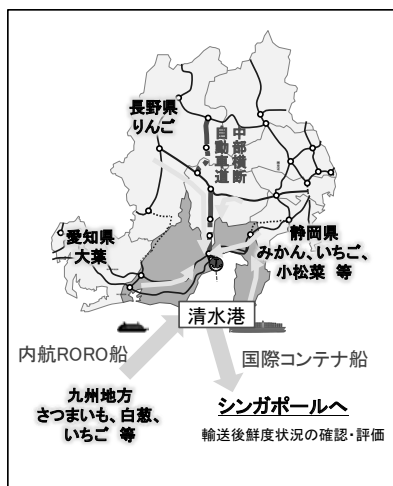 長野県
りんご
中部横断
自動車道
愛知県
大葉
静岡県
みかん、いちご、
小松菜 等
清水港
内航RORO船
国際コンテナ船
九州地方
さつまいも、白葱、
いちご 等
シンガポールへ
輸送後鮮度状況の確認・評価